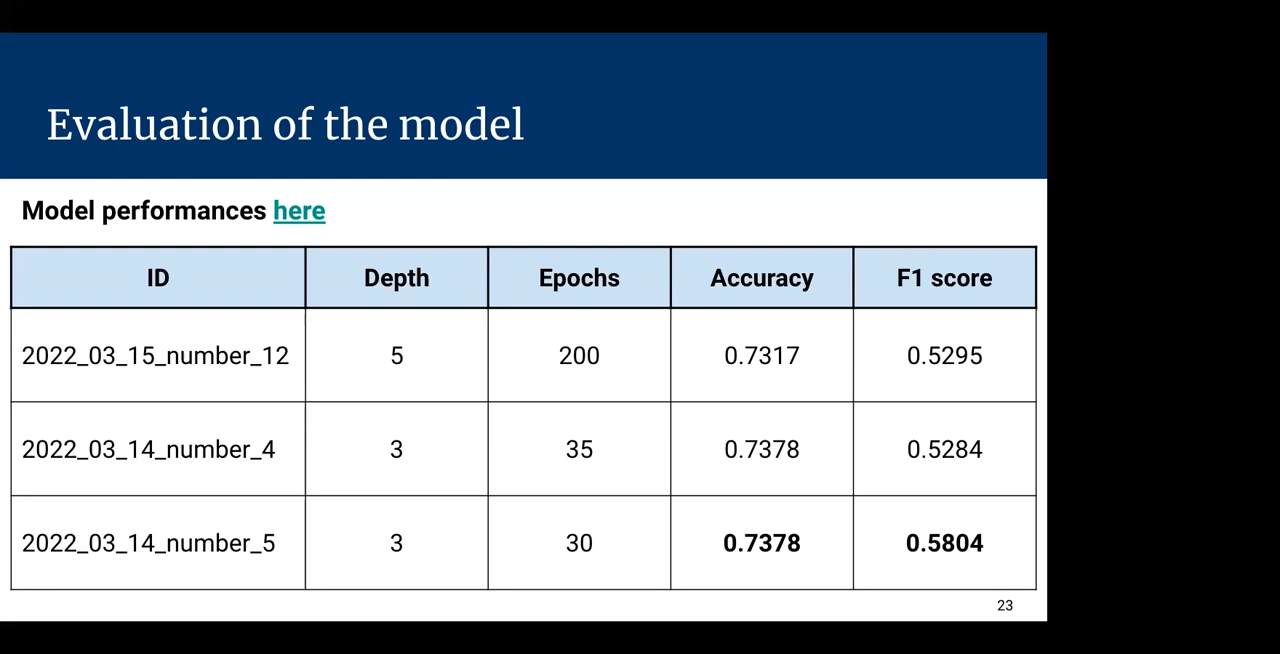 Evaluation of the model
Model performances here
ID Depth Epochs Accuracy F1 score
2022_03_15_number_12 5 200 0.7317 0.5295
2022_03_14_number_4 3 35 0.7378 0.5284
2022_03_14_number_5 3 30 0.7378 0.5804
23